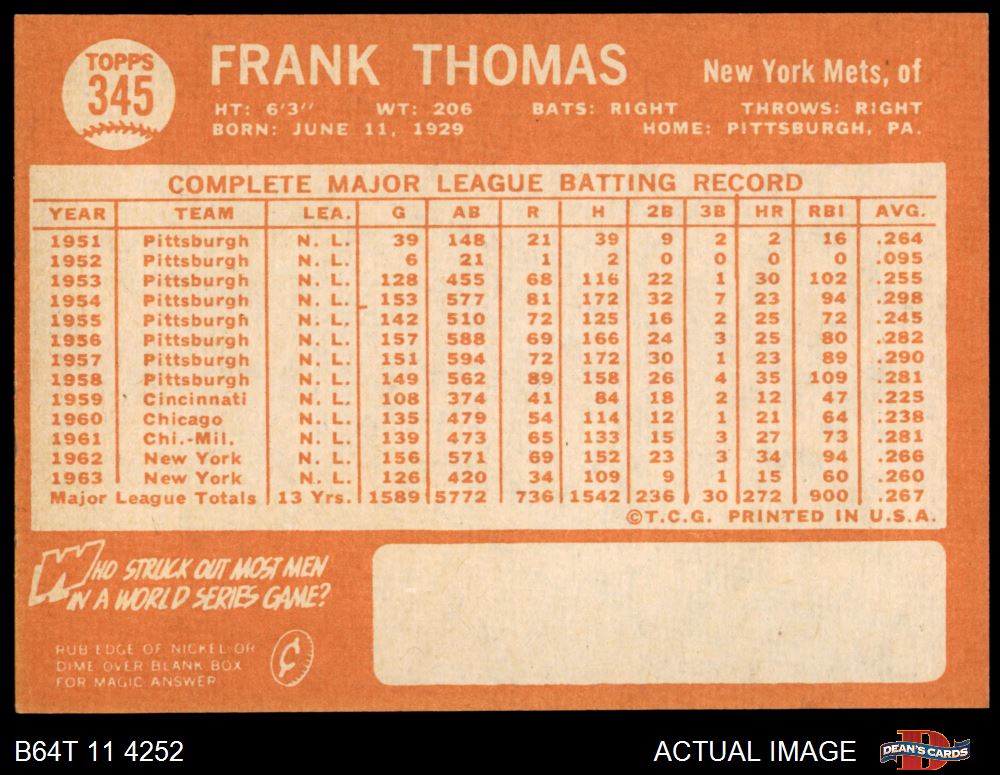 TOPPS
345
FRANK THOMAS
New York Mets, of
HT: 6'3" WT: 206 BATS: RIGHT THROWS: RIGHT
BORN: JUNE 11, 1929 HOME: PITTSBURGH, PA.
COMPLETE MAJOR LEAGUE BATTING RECORD
YEAR TEAM LEA. G AB R H 2B 3B HR RBI AVG.
1951 Pittsburgh N. L. 39 148 21 39 9 2 2 16 .264
1952 Pittsburgh N. L. 6 21 1 2 0 0 0 0 .095
1953 Pittsburgh N. L. 128 455 68 116 22 1 30 102 .255
1954 Pittsburgh N. L. 153 577 81 172 32 7 23 94 .298
1955 Pittsburgh N. L. 142 510 72 125 16 2 25 72 .245
1956 Pittsburgh N. L. 157 588 69 166 24 3 25 80 .282
1957 Pittsburgh N. L. 151 594 72 172 30 1 23 89 .290
1958 Pittsburgh N. L. 149 562 89 158 26 4 35 109 .281
1959 Cincinnati N. L. 108 374 41 84 18 2 12 47 .225
1960 Chicago N. L. 135 479 54 114 12 1 21 64 .238
1961 Chi.-Mil. N. L. 139 473 65 133 15 3 27 73 .281
1962 New York N. L. 156 571 69 152 23 3 34 94 .266
1963 New York N. L. 126 420 34 109 9 1 15 60 .260
Major League Totals 13 Yrs. 1589 5772 736 1542 236 30 272 900 .267
©T.C.G. PRINTED IN U.S.A.
WHO STRUCK OUT MOST MEN
IN A WORLD SERIES GAME?
RUB EDGE OF NICKEL OR
DIME OVER BLANK BOX
FOR MAGIC ANSWER
¢
B64T 11 4252
ACTUAL IMAGE
D
DEAN'S CARDS